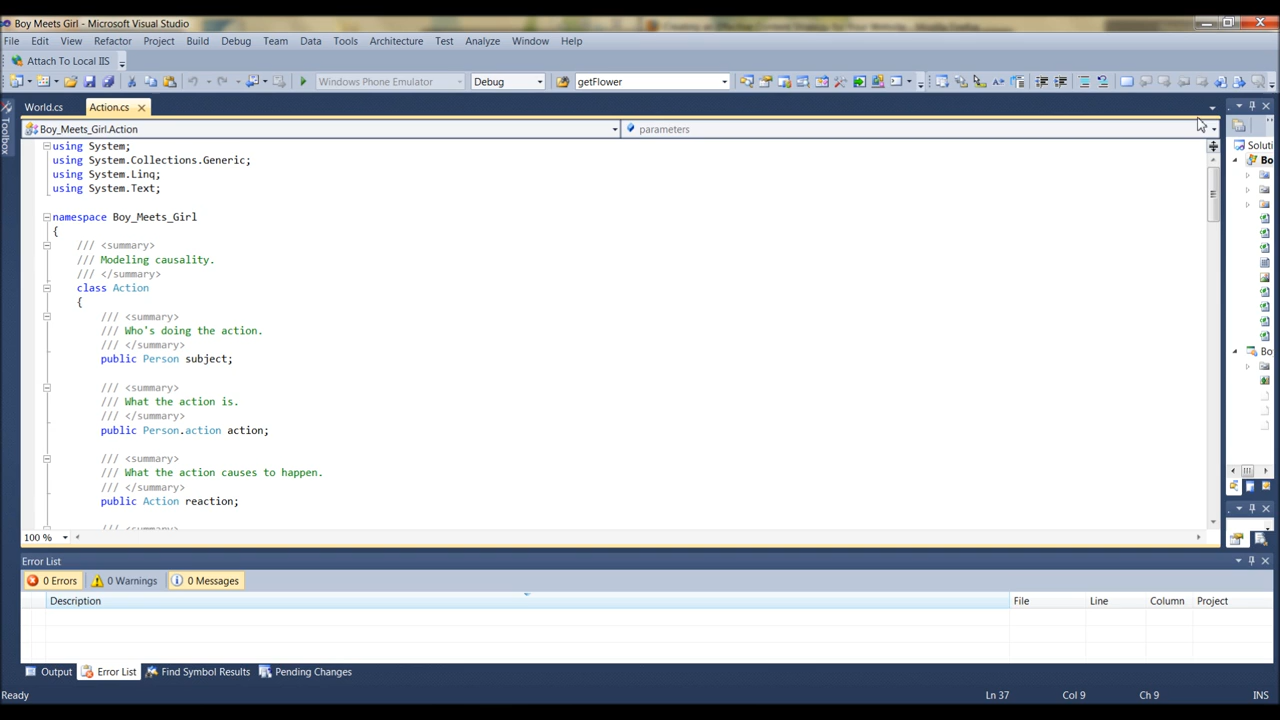 Boy Meets Girl - Microsoft Visual Studio
File Edit View Refactor Project Build Debug Team Data Tools Architecture Test Analyze Window Help
Attach To Local IIS
Windows Phone Emulator Debug getFlower
World.cs Action.cs
Toolbox
Boy_Meets_Girl.Action parameters
using System;
using System.Collections.Generic;
using System.Linq;
using System.Text;
namespace Boy_Meets_Girl
{
/// <summary>
/// Modeling causality.
/// </summary>
class Action
{
/// <summary>
/// Who's doing the action.
/// </summary>
public Person subject;
/// <summary>
/// What the action is.
/// </summary>
public Person.action action;
/// <summary>
/// What the action causes to happen.
/// </summary>
public Action reaction;
/// <summary>
Soluti
Bo
Bo
100 %
Error List
0 Errors 0 Warnings 0 Messages
Description File Line Column Project
Output Error List Find Symbol Results Pending Changes
Ready Ln 37 Col 9 Ch 9 INS